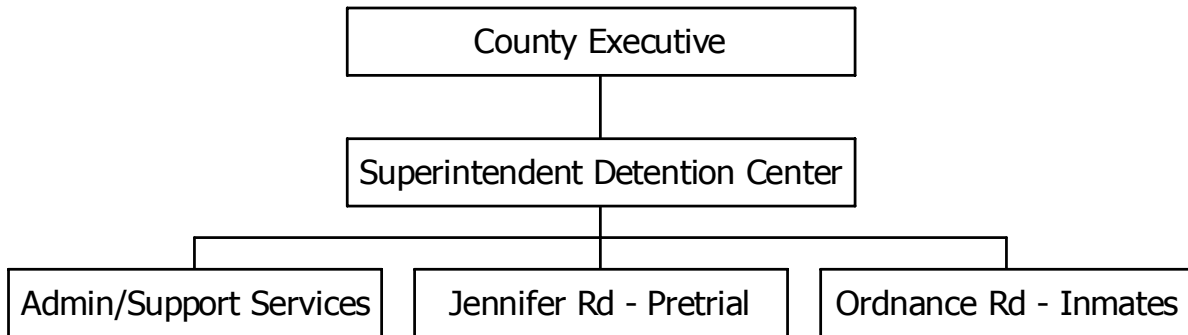 County Executive
Superintendent Detention Center
Admin/Support Services
Jennifer Rd - Pretrial
Ordnance Rd - Inmates